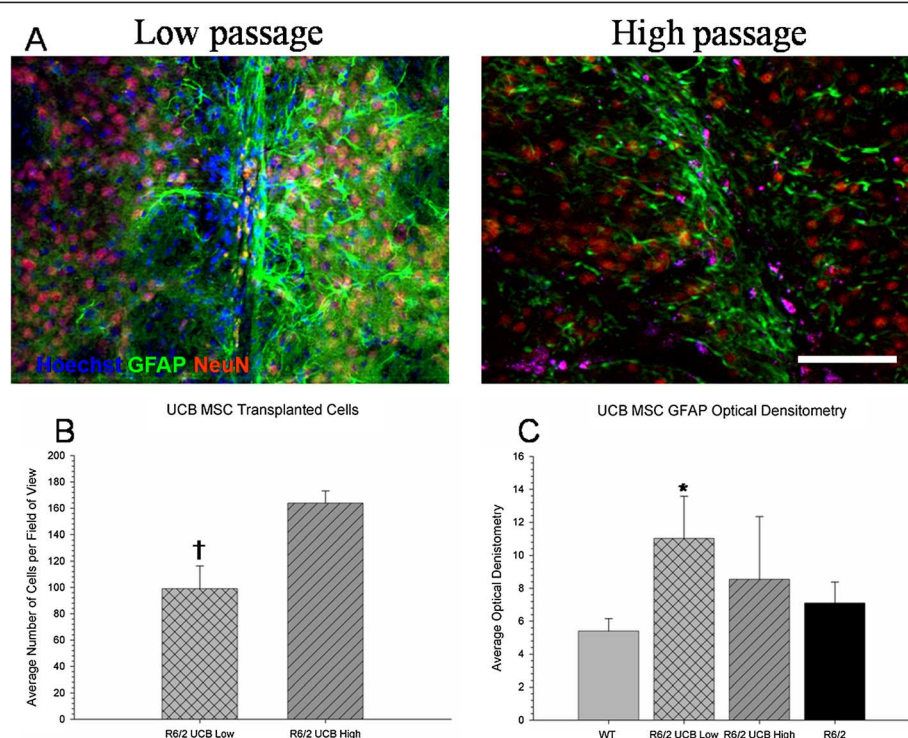 Low passage
High passage
A
Hoechst GFAP NeuN
B
UCB MSC Transplanted Cells
Average Number of Cells per Field of View
200
180
160
140
120
100
80
60
40
20
0
†
R6/2 UCB Low
R6/2 UCB High
C
UCB MSC GFAP Optical Densitometry
Average Optical Denistometry
16
14
12
10
8
6
4
2
0
*
WT
R6/2 UCB Low
R6/2 UCB High
R6/2